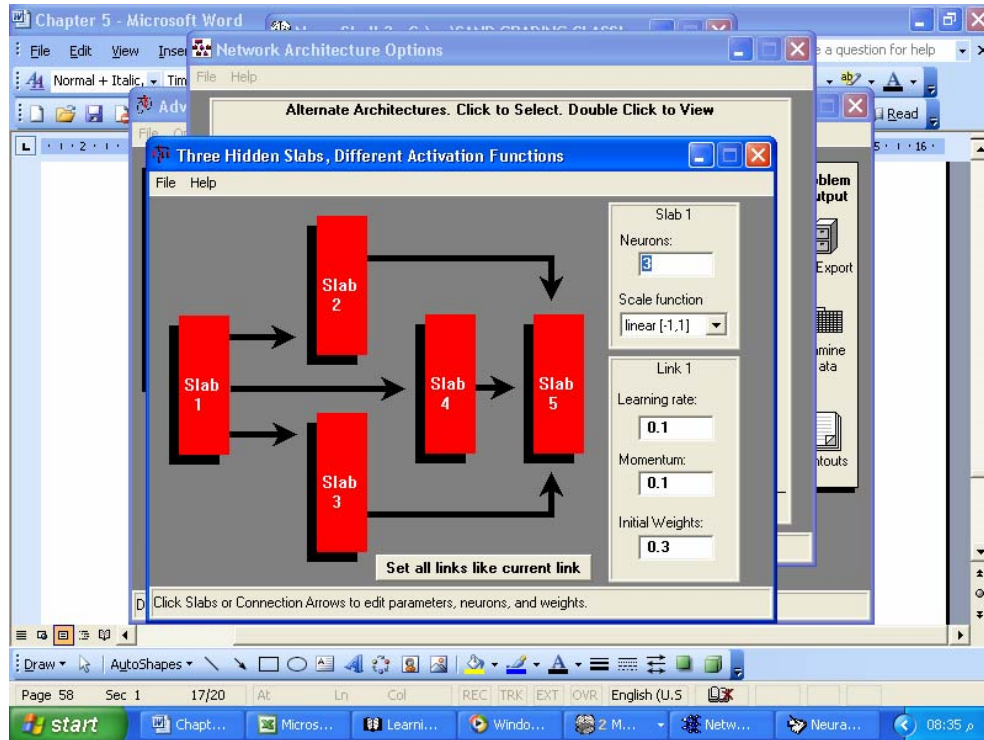 Chapter 5 - Microsoft Word
File Edit View Inser
e a question for help
Network Architecture Options
Normal + Italic, Tim
File Help
Read
Adv
Alternate Architectures. Click to Select. Double Click to View
2
16
Three Hidden Slabs, Different Activation Functions
File Help
Slab 1
Neurons:
3
Scale function
linear [-1,1]
Link 1
Learning rate:
0.1
Momentum:
0.1
Initial Weights:
0.3
Slab
1
Slab
2
Slab
3
Slab
4
Slab
5
Set all links like current link
Click Slabs or Connection Arrows to edit parameters, neurons, and weights.
Export
Draw AutoShapes
Page 58 Sec 1 17/20 At Ln Col REC TRK EXT OVR English (U.S
start Chapt... Micros... Learni... Windo... 2 M... Netw... Neura... 08:35 م